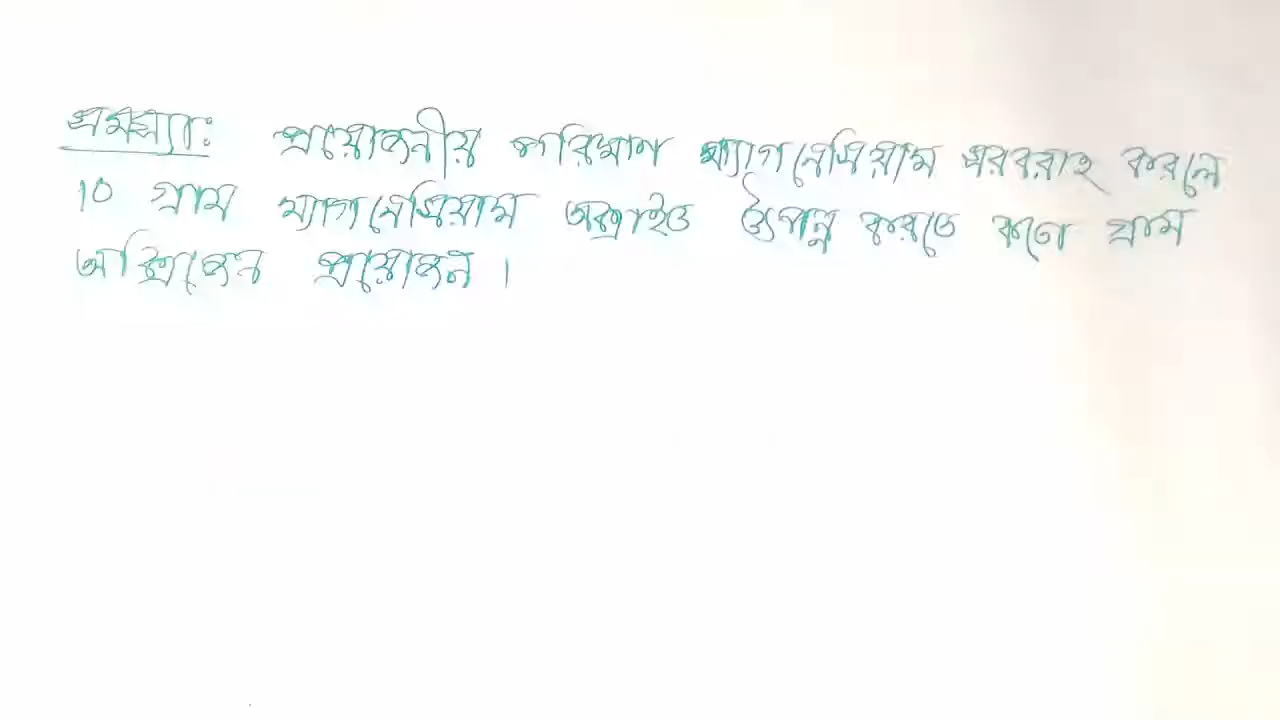 সমস্যা: প্রয়োজনীয় পরিমাণ ম্যাগনেসিয়াম সরবরাহ করলে
10 গ্রাম ম্যাগনেসিয়াম অক্সাইড উৎপন্ন করতে কতো গ্রাম
অক্সিজেন প্রয়োজন।